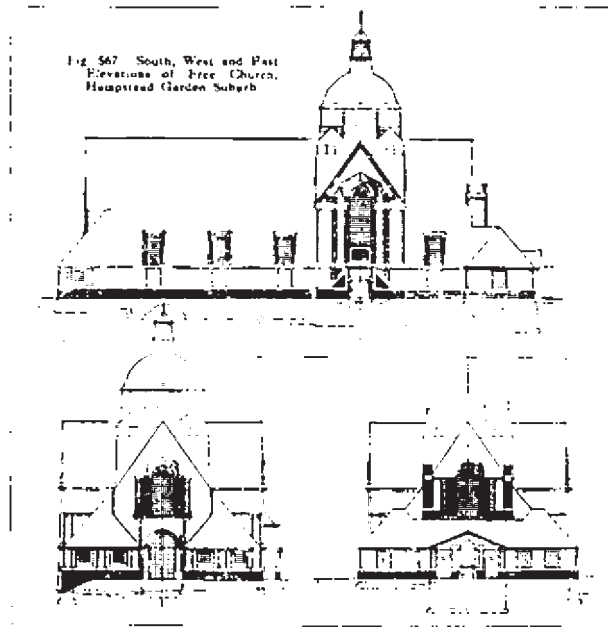 Fig 567 South, West and East
Elevations of Free Church,
Hampstead Garden Suburb